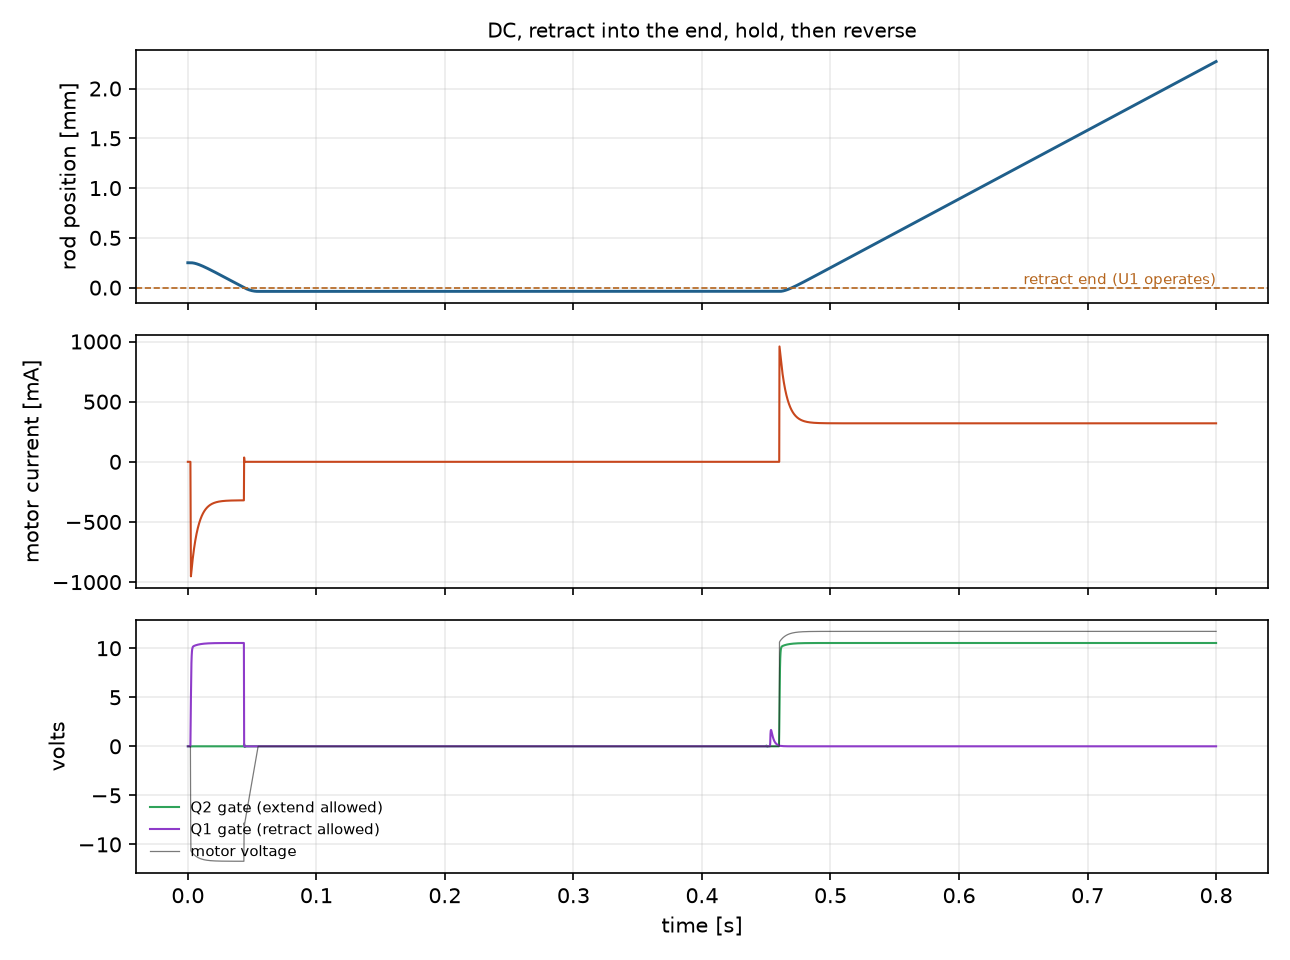 DC, retract into the end, hold, then reverse
rod position [mm]
2.0
1.5
1.0
0.5
0.0
retract end (U1 operates)
motor current [mA]
1000
500
0
−500
−1000
volts
10
5
0
−5
−10
Q2 gate (extend allowed)
Q1 gate (retract allowed)
motor voltage
0.0 0.1 0.2 0.3 0.4 0.5 0.6 0.7 0.8
time [s]